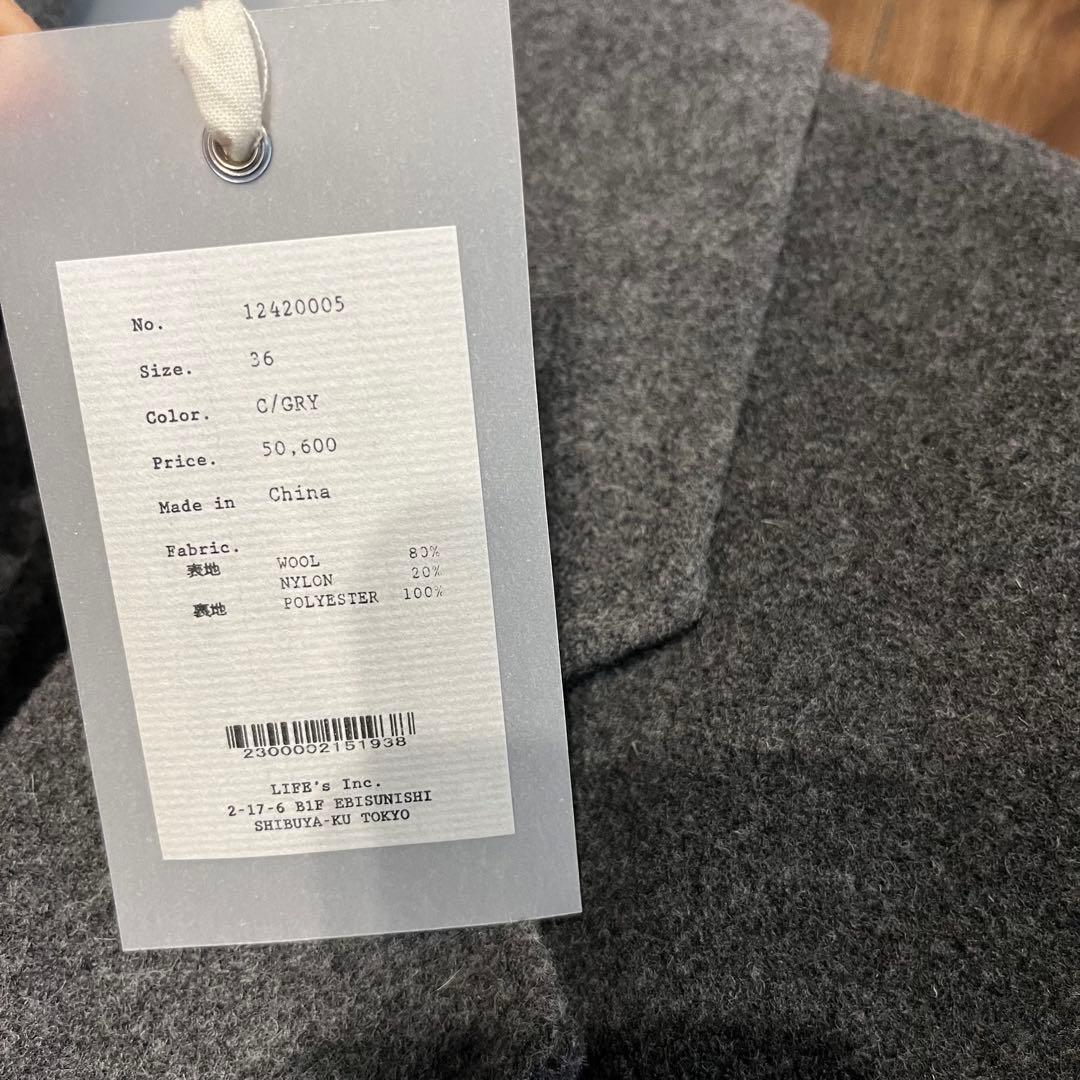 No. 12420005
Size. 36
Color. C/GRY
Price. 50,600
Made in China
Fabric.
表地 WOOL 80%
NYLON 20%
裏地 POLYESTER 100%
2300002151938
LIFE's Inc.
2-17-6 B1F EBISUNISHI
SHIBUYA-KU TOKYO